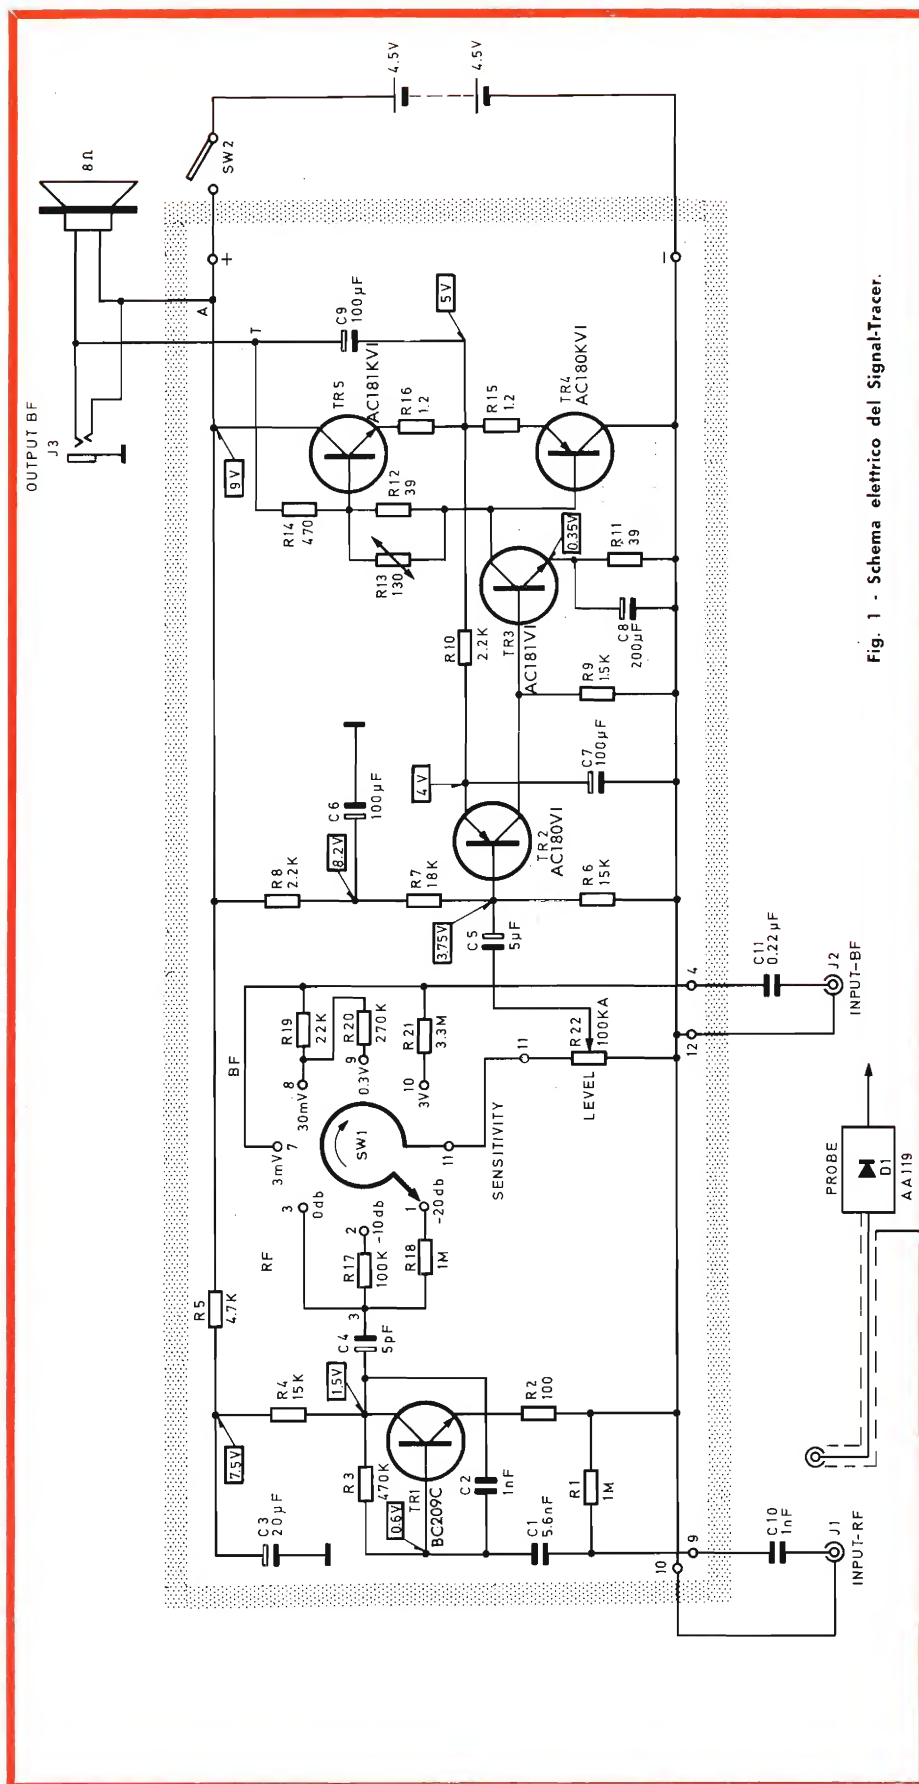 OUTPUT BF
J3
8Ω
A
+
SW2
4.5V
4.5V
−
9V
T
C9
100µF
5V
TR5
AC181KVI
R16
1.2
R15
1.2
TR4
AC180KVI
R14
470
R13
130
R12
39
TR3
AC181VI
0.35V
R11
39
C8
200µF
R10
2.2K
R9
1.5K
4V
C7
100µF
TR2
AC180VI
C6
100µF
8.2V
R8
2.2K
R7
18K
3.75V
R6
15K
C5
5µF
BF
R19
22K
R20
270K
R21
3.3M
3mV
7
30mV
8
0.3V
9
3V
10
SW1
11
SENSITIVITY
11
R22
100KA
LEVEL
4
12
C11
0.22µF
J2
INPUT-BF
RF
3
0db
2
-10db
1
-20db
R17
100K
R18
1M
3
C4
5pF
R5
4.7K
7.5V
R4
15K
1.5V
R3
470K
TR1
BC209C
0.6V
C2
1nF
R2
100
R1
1M
C1
5.6nF
C3
20µF
9
10
C10
1nF
J1
INPUT-RF
PROBE
D1
AA119
Fig. 1 - Schema elettrico del Signal-Tracer.